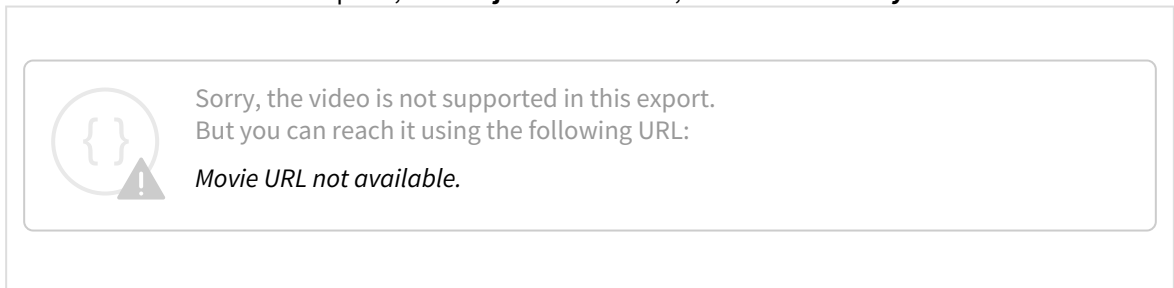 { }
Sorry, the video is not supported in this export.
But you can reach it using the following URL:
Movie URL not available.